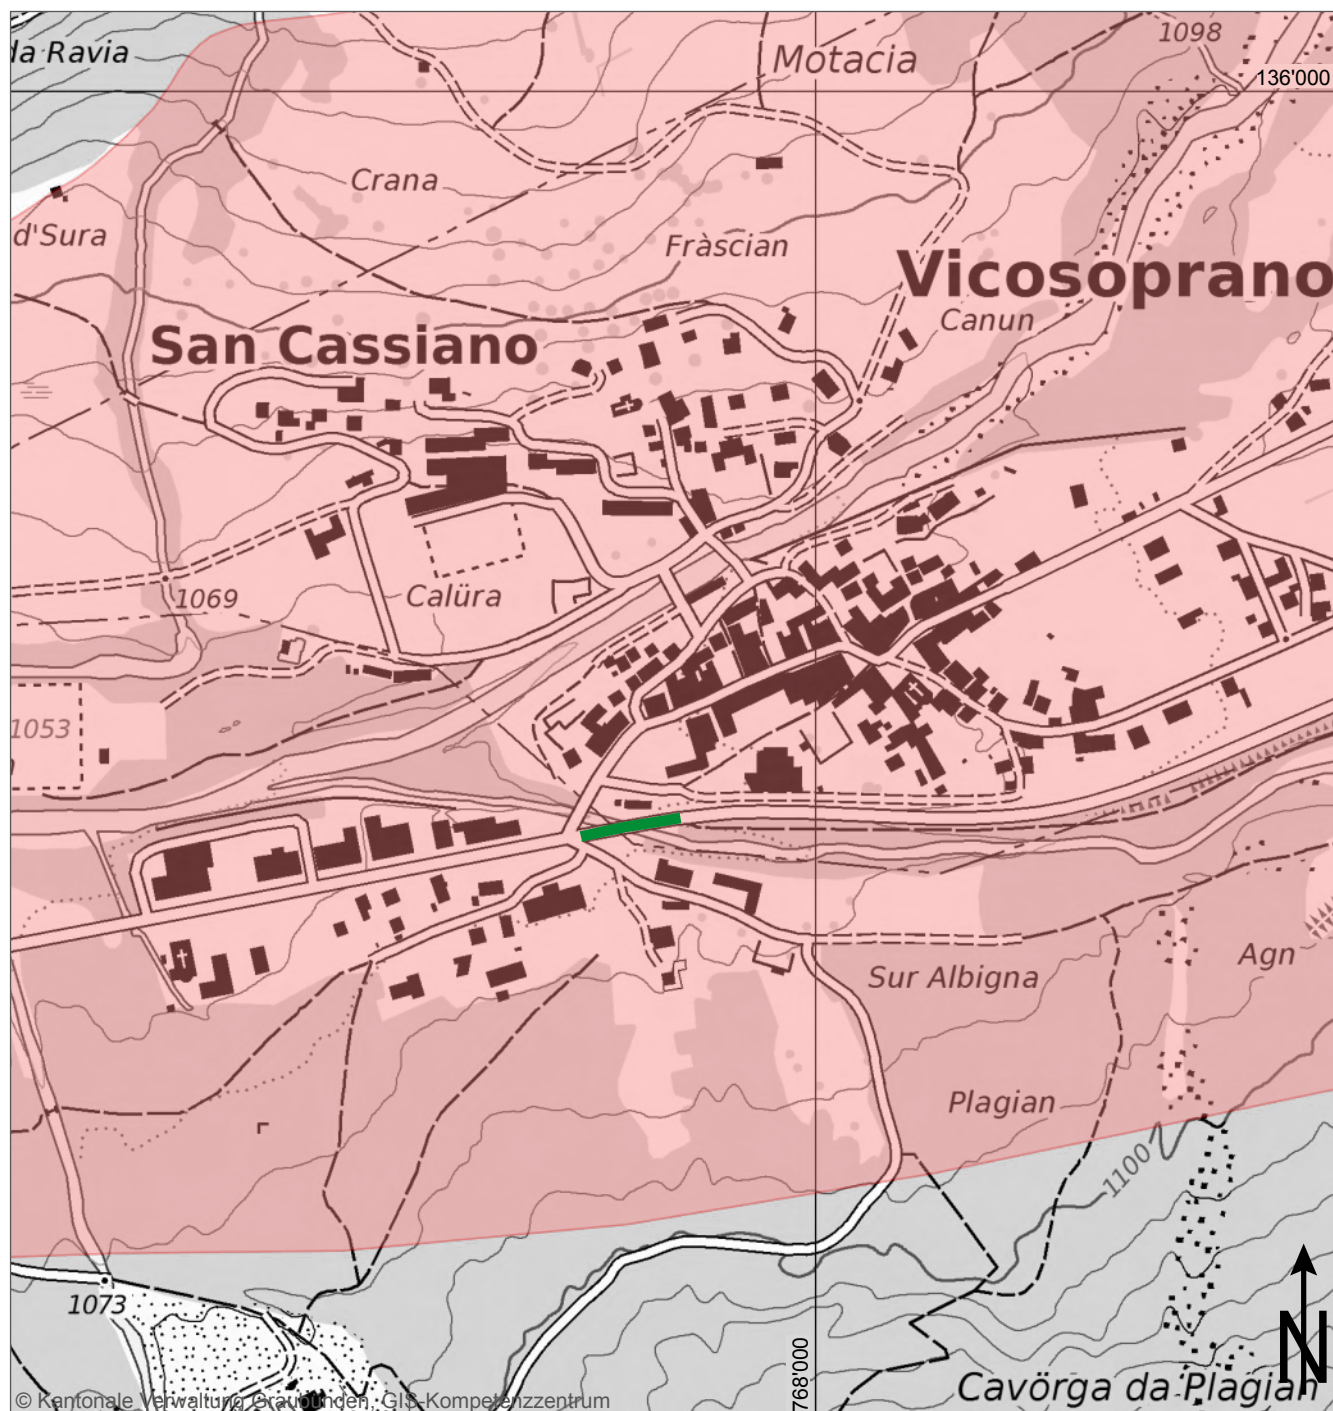 1098
la Ravia
Motacia
136'000
Crana
d'Sura
Fràscian
Vicosoprano
Canun
San Cassiano
1069
Calüra
1053
Sur Albigna
Agn
Plagian
1100
1073
768'000
N
Cavörga da Plagian
© Kantonale Verwaltung Graubünden, GIS-Kompetenzzentrum